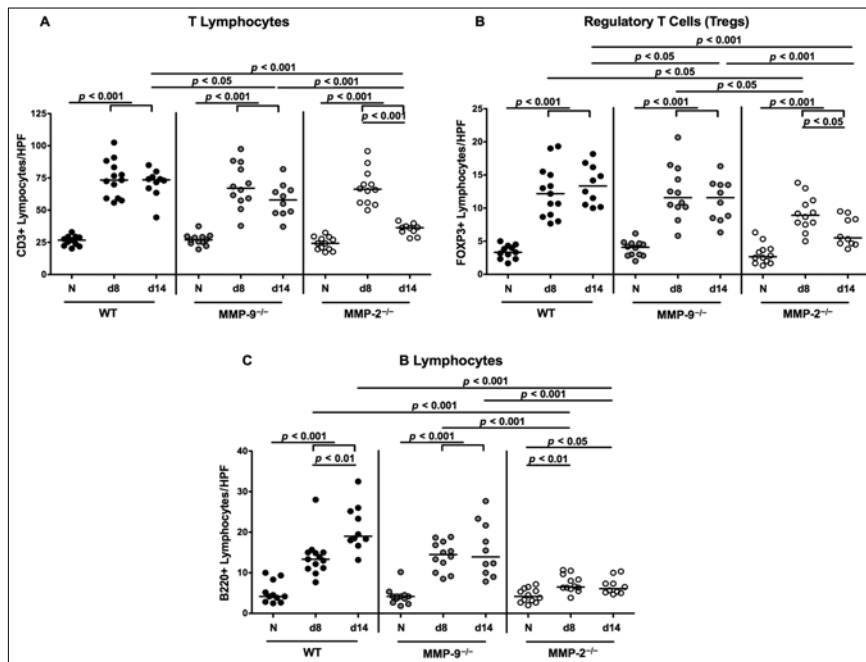 A
T Lymphocytes
p < 0.001
p < 0.05
p < 0.001
p < 0.001
p < 0.001
p < 0.001
p < 0.001
CD3+ Lympocytes/HPF
125
100
75
50
25
0
N d8 d14 N d8 d14 N d8 d14
WT MMP-9−/− MMP-2−/−
B
Regulatory T Cells (Tregs)
p < 0.001
p < 0.05
p < 0.001
p < 0.05
p < 0.05
p < 0.001
p < 0.001
p < 0.001
p < 0.05
FOXP3+ Lymphocytes/HPF
25
20
15
10
5
0
N d8 d14 N d8 d14 N d8 d14
WT MMP-9−/− MMP-2−/−
C
B Lymphocytes
p < 0.001
p < 0.001
p < 0.001
p < 0.001
p < 0.001
p < 0.001
p < 0.05
p < 0.01
p < 0.01
B220+ Lymphocytes/HPF
40
30
20
10
0
N d8 d14 N d8 d14 N d8 d14
WT MMP-9−/− MMP-2−/−